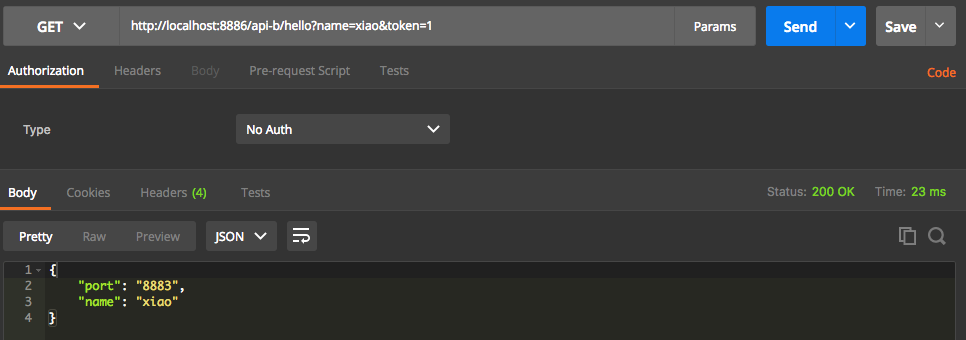 GET http://localhost:8886/api-b/hello?name=xiao&token=1 Params Send Save
Authorization Headers Body Pre-request Script Tests Code
Type No Auth
Body Cookies Headers (4) Tests Status: 200 OK Time: 23 ms
Pretty Raw Preview JSON
1 {
2 "port": "8883",
3 "name": "xiao"
4 }